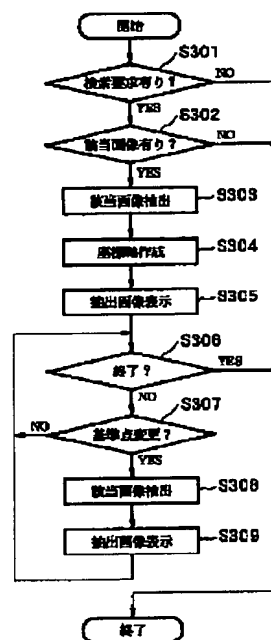 開始
S301
検索要求有り?
NO
YES
S302
該当画像有り?
NO
YES
該当画像抽出
S303
座標軸作成
S304
抽出画像表示
S305
S306
終了?
YES
NO
S307
基準点変更?
NO
YES
該当画像抽出
S308
抽出画像表示
S309
終了